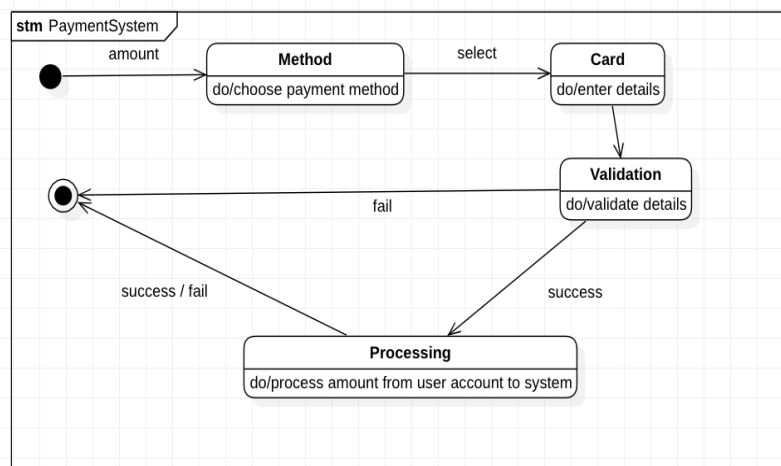 stm PaymentSystem
amount
Method
do/choose payment method
select
Card
do/enter details
Validation
do/validate details
fail
success / fail
success
Processing
do/process amount from user account to system